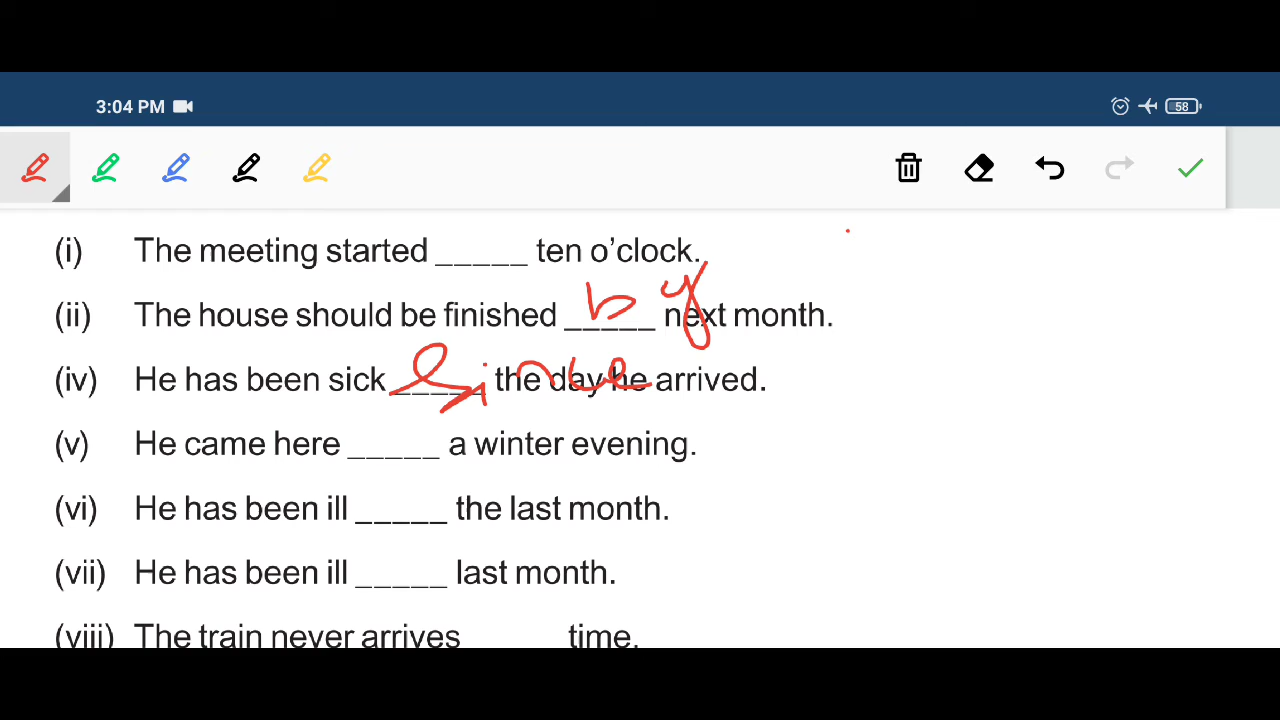 3:04 PM 58
(i) The meeting started _____ ten o’clock.
(ii) The house should be finished _____ by next month.
(iv) He has been sick _____ since the day he arrived.
(v) He came here _____ a winter evening.
(vi) He has been ill _____ the last month.
(vii) He has been ill _____ last month.
(viii) The train never arrives _____ time.